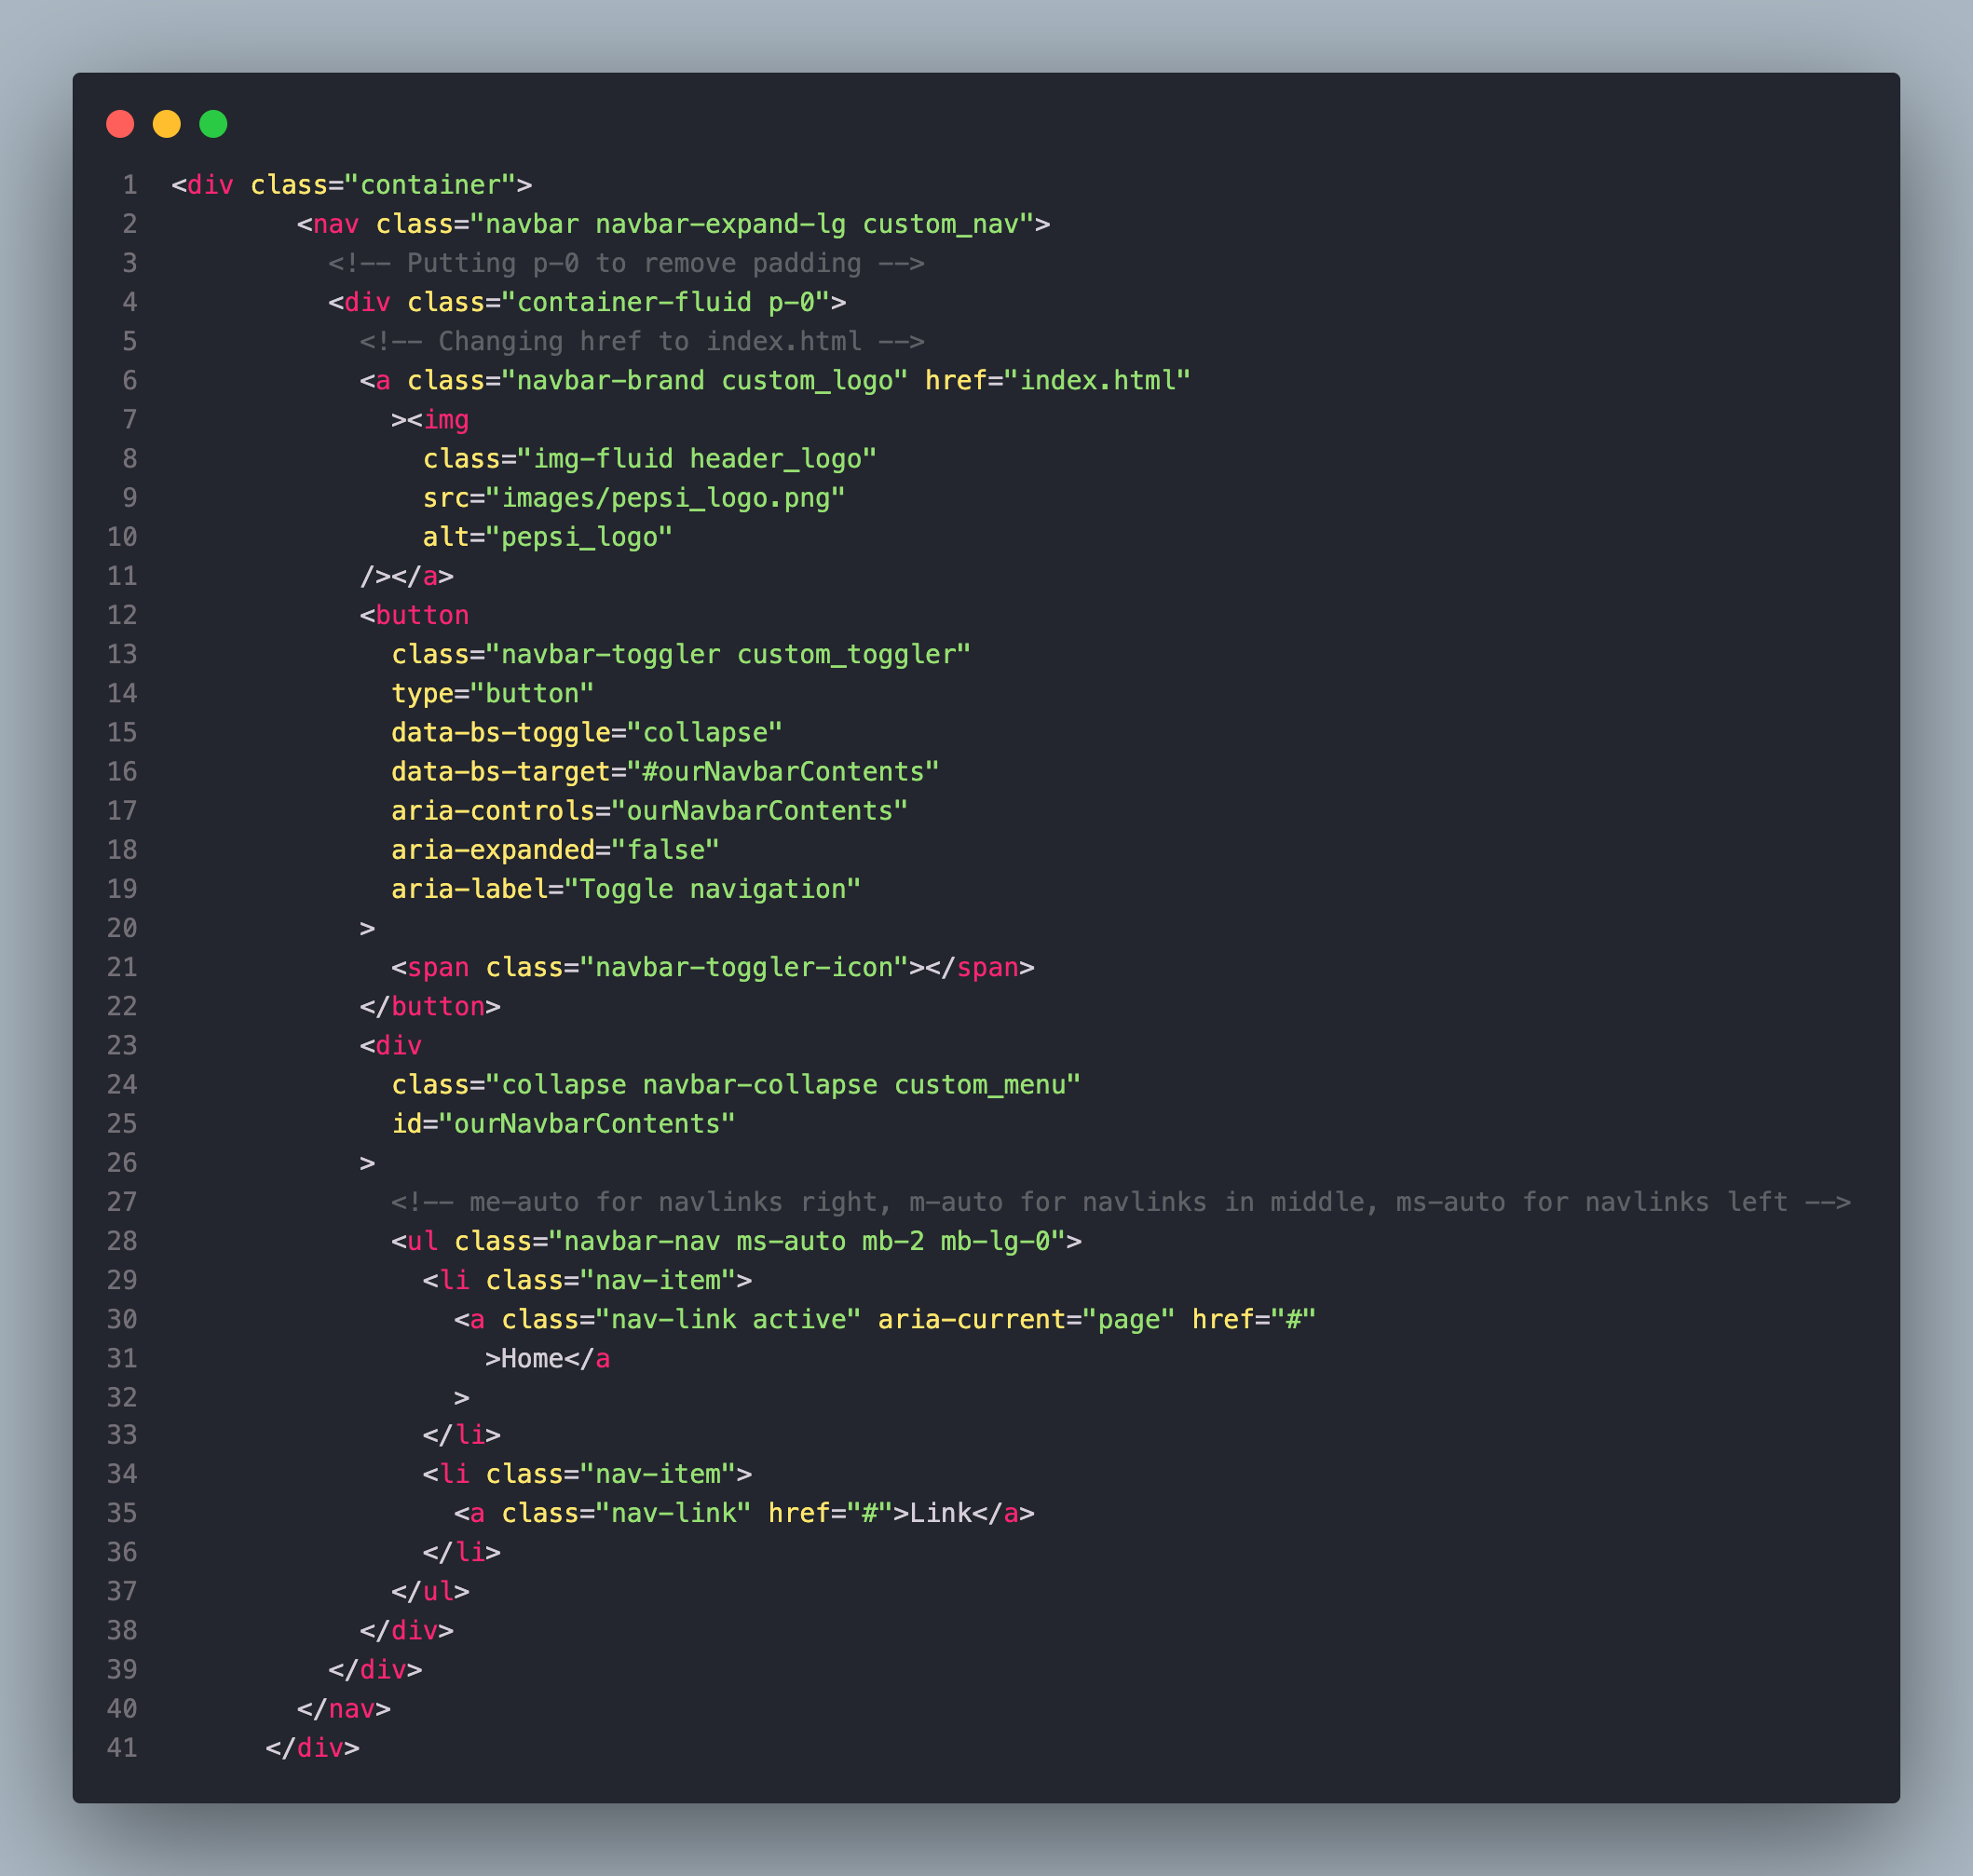 1 <div class="container">
2 <nav class="navbar navbar-expand-lg custom_nav">
3 <!-- Putting p-0 to remove padding -->
4 <div class="container-fluid p-0">
5 <!-- Changing href to index.html -->
6 <a class="navbar-brand custom_logo" href="index.html"
7 ><img
8 class="img-fluid header_logo"
9 src="images/pepsi_logo.png"
10 alt="pepsi_logo"
11 /></a>
12 <button
13 class="navbar-toggler custom_toggler"
14 type="button"
15 data-bs-toggle="collapse"
16 data-bs-target="#ourNavbarContents"
17 aria-controls="ourNavbarContents"
18 aria-expanded="false"
19 aria-label="Toggle navigation"
20 >
21 <span class="navbar-toggler-icon"></span>
22 </button>
23 <div
24 class="collapse navbar-collapse custom_menu"
25 id="ourNavbarContents"
26 >
27 <!-- me-auto for navlinks right, m-auto for navlinks in middle, ms-auto for navlinks left -->
28 <ul class="navbar-nav ms-auto mb-2 mb-lg-0">
29 <li class="nav-item">
30 <a class="nav-link active" aria-current="page" href="#"
31 >Home</a
32 >
33 </li>
34 <li class="nav-item">
35 <a class="nav-link" href="#">Link</a>
36 </li>
37 </ul>
38 </div>
39 </div>
40 </nav>
41 </div>